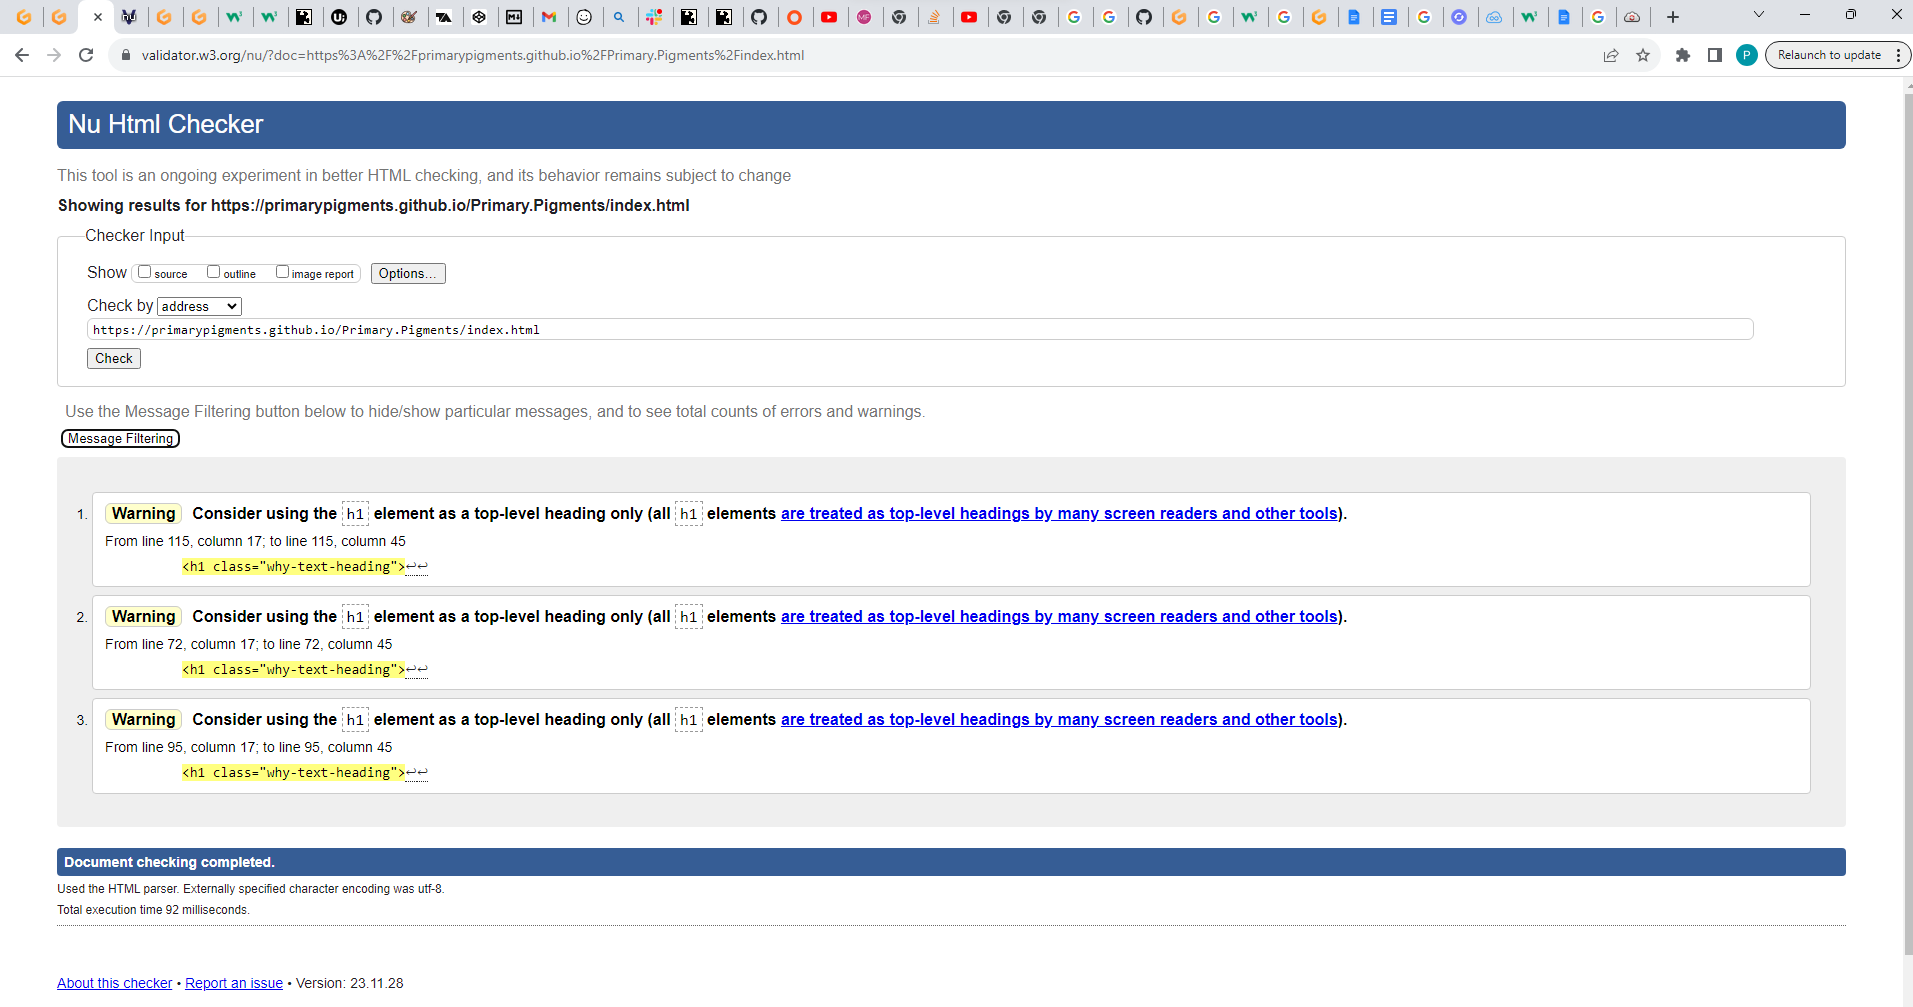 validator.w3.org/nu/?doc=https%3A%2F%2Fprimarypigments.github.io%2FPrimary.Pigments%2Findex.html
P
Relaunch to update
Nu Html Checker
This tool is an ongoing experiment in better HTML checking, and its behavior remains subject to change
Showing results for https://primarypigments.github.io/Primary.Pigments/index.html
Checker Input
Show source outline image report Options...
Check by address
https://primarypigments.github.io/Primary.Pigments/index.html
Check
Use the Message Filtering button below to hide/show particular messages, and to see total counts of errors and warnings.
Message Filtering
1. Warning Consider using the h1 element as a top-level heading only (all h1 elements are treated as top-level headings by many screen readers and other tools).
From line 115, column 17; to line 115, column 45
<h1 class="why-text-heading">↩↩
2. Warning Consider using the h1 element as a top-level heading only (all h1 elements are treated as top-level headings by many screen readers and other tools).
From line 72, column 17; to line 72, column 45
<h1 class="why-text-heading">↩↩
3. Warning Consider using the h1 element as a top-level heading only (all h1 elements are treated as top-level headings by many screen readers and other tools).
From line 95, column 17; to line 95, column 45
<h1 class="why-text-heading">↩↩
Document checking completed.
Used the HTML parser. Externally specified character encoding was utf-8.
Total execution time 92 milliseconds.
About this checker • Report an issue • Version: 23.11.28